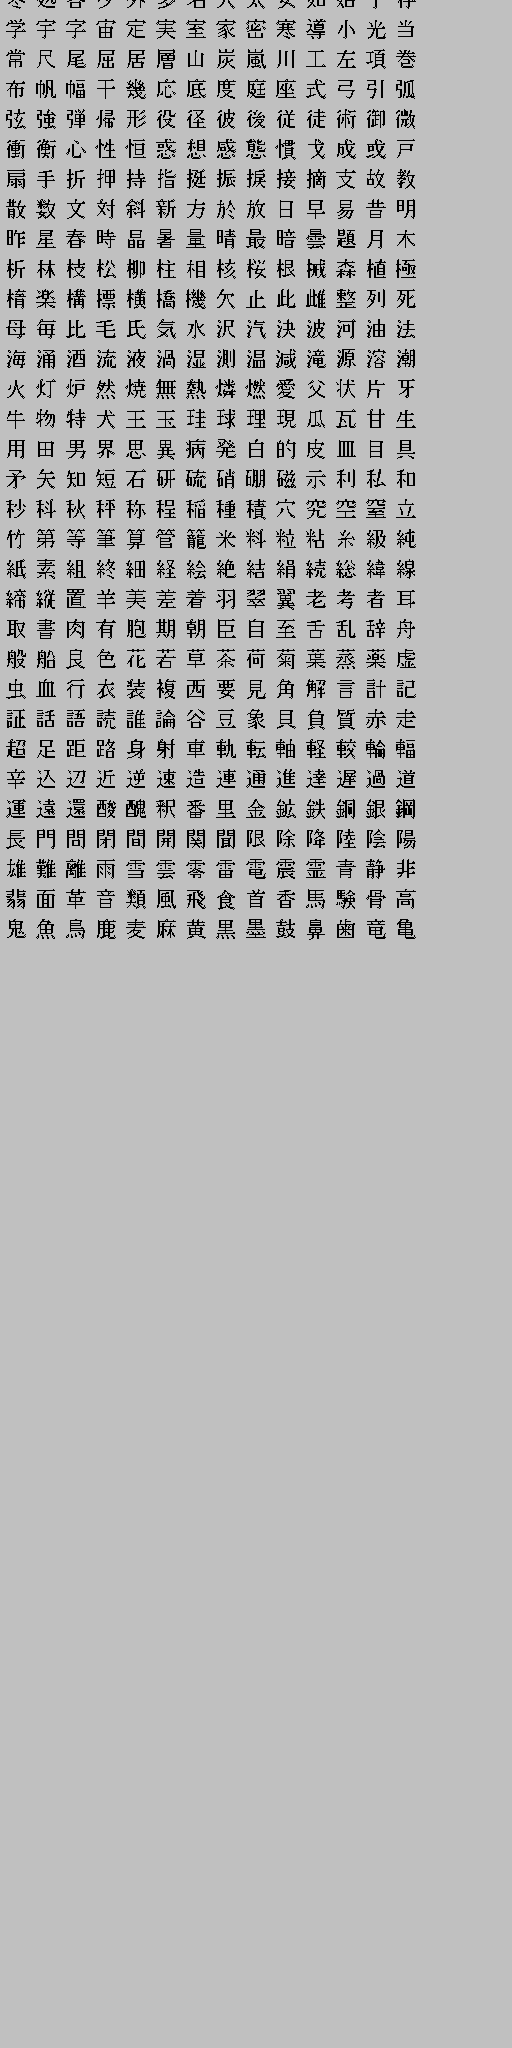 学宇字宙定実室家密寒導小光当
常尺尾屈居層山炭嵐川工左項巻
布帆幅干幾応底度庭座式弓引弧
弦強弾帰形役径彼後従徒術御微
衝衡心性恒惑想感態慣戈成或戸
扇手折押持指挺振捩接摘支故教
散数文対斜新方於放日早易昔明
昨星春時晶暑量晴最暗曇題月木
析林枝松柳柱相核桜根械森植極
楕楽構標横橋機欠止此雌整列死
母毎比毛氏気水沢汽決波河油法
海涌酒流液渦湿測温減滝源溶潮
火灯炉然焼無熱燐燃愛父状片牙
牛物特犬王玉珪球理現瓜瓦甘生
用田男界思異病発白的皮皿目具
矛矢知短石研硫硝硼磁示利私和
秒科秋秤称程稲種積穴究空窒立
竹第等筆算管籠米料粒粘糸級純
紙素組終細経絵絶結絹続総緯線
締縦置羊美差着羽翠翼老考者耳
取書肉有胞期朝臣自至舌乱辞舟
般船良色花若草茶荷菊葉蒸薬虚
虫血行衣装複西要見角解言計記
証話語読誰論谷豆象貝負質赤走
超足距路身射車軌転軸軽較輪輻
辛込辺近逆速造連通進達遅過道
運遠還酸醜釈番里金鉱鉄銅銀鋼
長門問閉間開関聞限除降陸陰陽
雄難離雨雪雲零雷電震霊青静非
翡面革音類風飛食首香馬験骨高
鬼魚鳥鹿麦麻黄黒墨鼓鼻歯竜亀